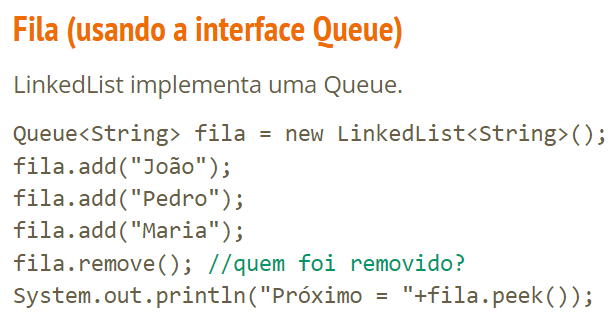 Fila (usando a interface Queue)
LinkedList implementa uma Queue.
Queue<String> fila = new LinkedList<String>();
fila.add("João");
fila.add("Pedro");
fila.add("Maria");
fila.remove(); //quem foi removido?
System.out.println("Próximo = "+fila.peek());